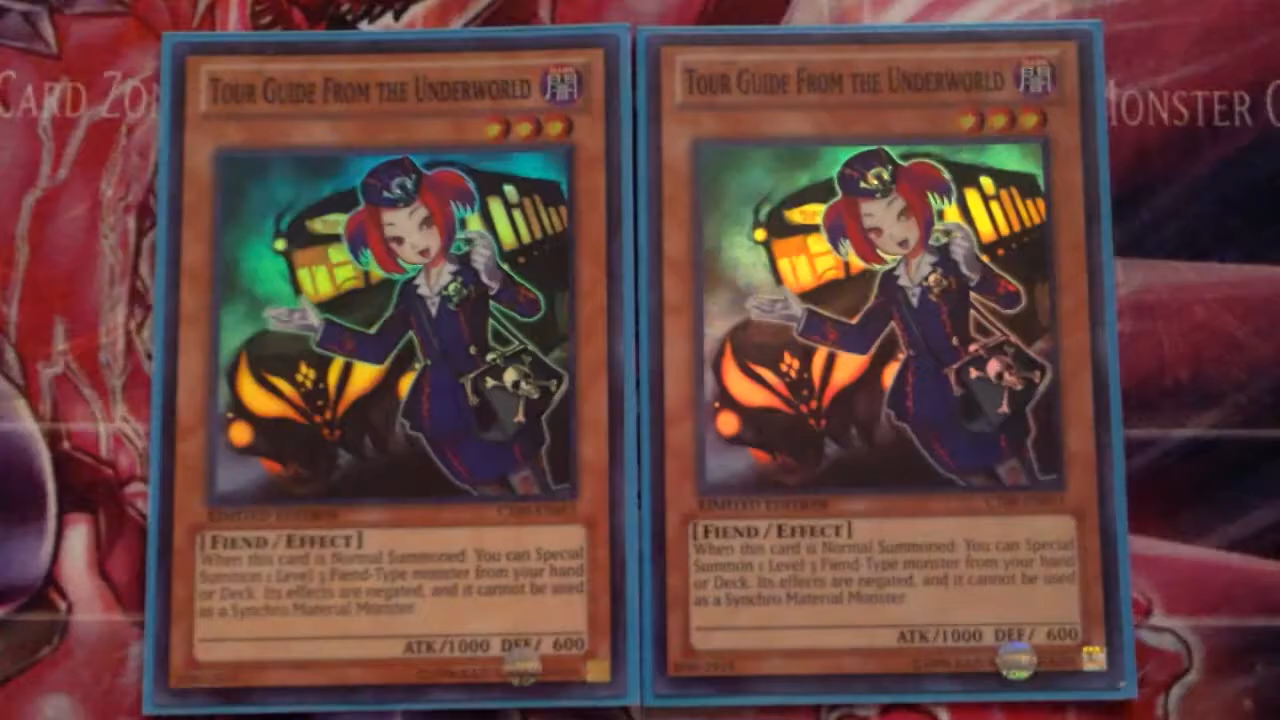 CARD ZON
MONSTER C
TOUR GUIDE FROM THE UNDERWORLD 闇
LIMITED EDITION
[FIEND/EFFECT]
When this card is Normal Summoned: You can Special
Summon 1 Level 3 Fiend-Type monster from your hand
or Deck. Its effects are negated, and it cannot be used
as a Synchro Material Monster
ATK/1000 DEF/ 600
TOUR GUIDE FROM THE UNDERWORLD 闇
LIMITED EDITION
[FIEND/EFFECT]
When this card is Normal Summoned: You can Special
Summon 1 Level 3 Fiend-Type monster from your hand
or Deck. Its effects are negated, and it cannot be used
as a Synchro Material Monster
ATK/1000 DEF/ 600